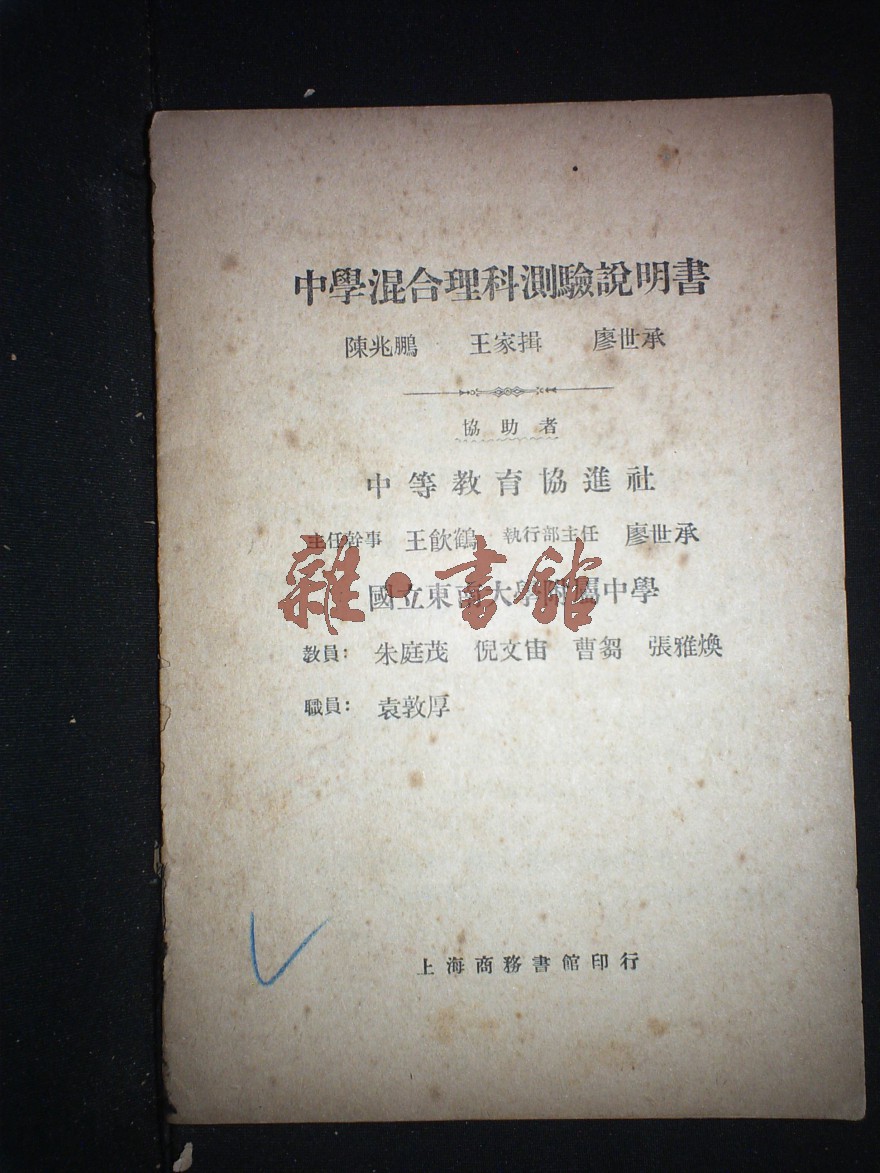 中學混合理科測驗說明書
陳兆鵬 王家揖 廖世承
協助者
中等教育協進社
主任幹事 王飮鶴 執行部主任 廖世承
國立東南大學附屬中學
雜·書館
教員: 朱庭茂 倪文宙 曹芻 張雅煥
職員: 袁敦厚
上海商務書館印行